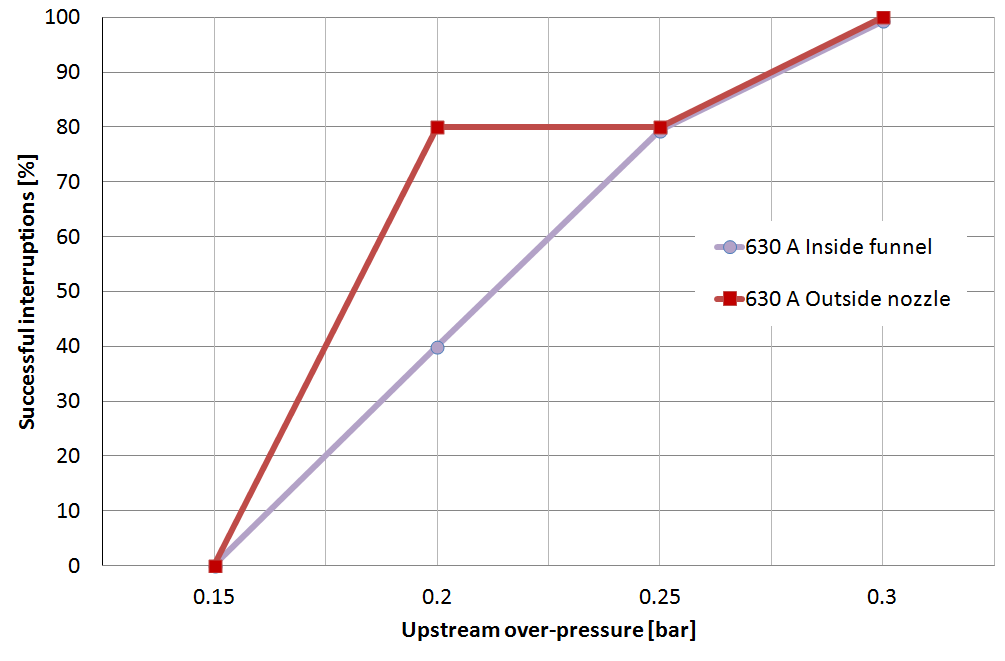 100
90
80
70
60
50
40
30
20
10
0
Successful interruptions [%]
630 A Inside funnel
630 A Outside nozzle
0.15 0.2 0.25 0.3
Upstream over-pressure [bar]